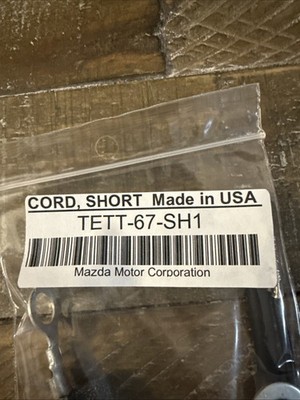 CORD, SHORT Made in USA
TETT-67-SH1
Mazda Motor Corporation